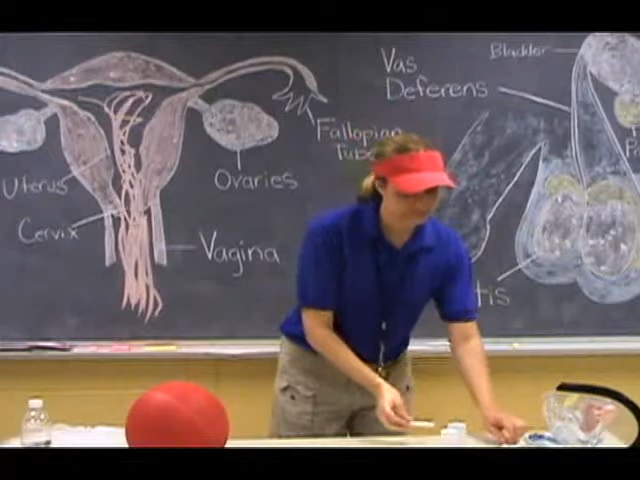 Uterus
Cervix
Vagina
Ovaries
Fallopian
Vas
Deferens
Bladder